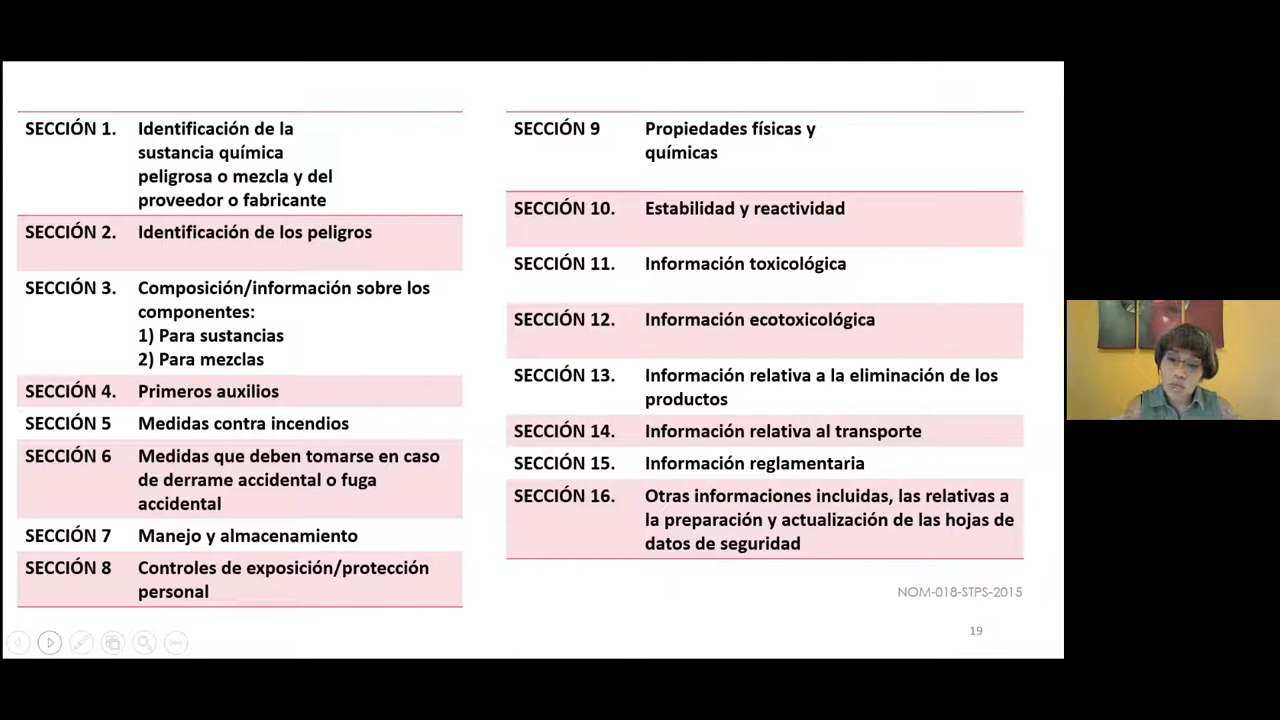 SECCIÓN 1. Identificación de la
sustancia química
peligrosa o mezcla y del
proveedor o fabricante
SECCIÓN 2. Identificación de los peligros
SECCIÓN 3. Composición/información sobre los
componentes:
1) Para sustancias
2) Para mezclas
SECCIÓN 4. Primeros auxilios
SECCIÓN 5 Medidas contra incendios
SECCIÓN 6 Medidas que deben tomarse en caso
de derrame accidental o fuga
accidental
SECCIÓN 7 Manejo y almacenamiento
SECCIÓN 8 Controles de exposición/protección
personal
SECCIÓN 9 Propiedades físicas y
químicas
SECCIÓN 10. Estabilidad y reactividad
SECCIÓN 11. Información toxicológica
SECCIÓN 12. Información ecotoxicológica
SECCIÓN 13. Información relativa a la eliminación de los
productos
SECCIÓN 14. Información relativa al transporte
SECCIÓN 15. Información reglamentaria
SECCIÓN 16. Otras informaciones incluidas, las relativas a
la preparación y actualización de las hojas de
datos de seguridad
NOM-018-STPS-2015
19